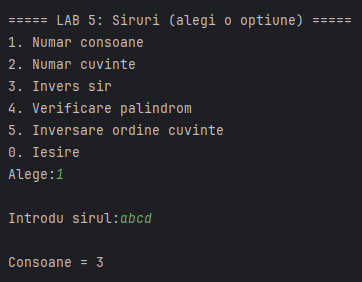 ===== LAB 5: Siruri (alegi o optiune) =====
1. Numar consoane
2. Numar cuvinte
3. Invers sir
4. Verificare palindrom
5. Inversare ordine cuvinte
0. Iesire
Alege:1
Introdu sirul:abcd
Consoane = 3